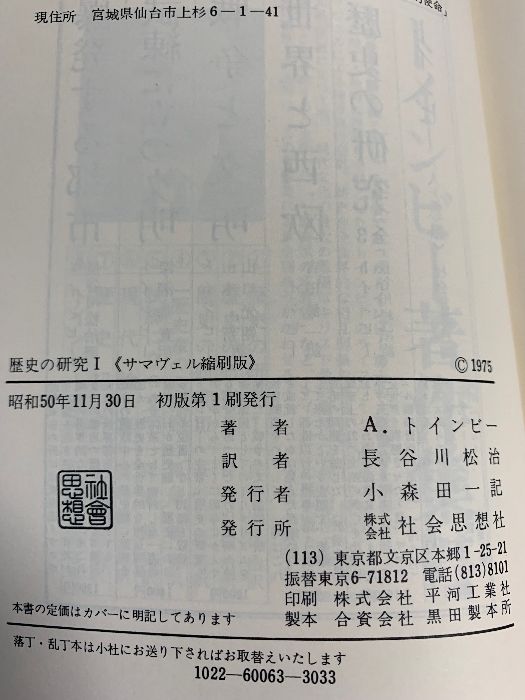 現住所 宮城県仙台市上杉6-1-41
歴史の研究Ⅰ《サマヴェル縮刷版》 ©1975
昭和50年11月30日 初版第1刷発行
著者 A.トインビー
訳者 長谷川松治
発行者 小森田一記
発行所 株式会社 社会思想社
社會思想
(113) 東京都文京区本郷1-25-21
振替東京6-71812 電話(813)8101
印刷 株式会社 平河工業社
本書の定価はカバーに明記してあります 製本 合資会社 黒田製本所
落丁・乱丁本は小社にお送り下さればお取替えいたします
1022-60063-3033